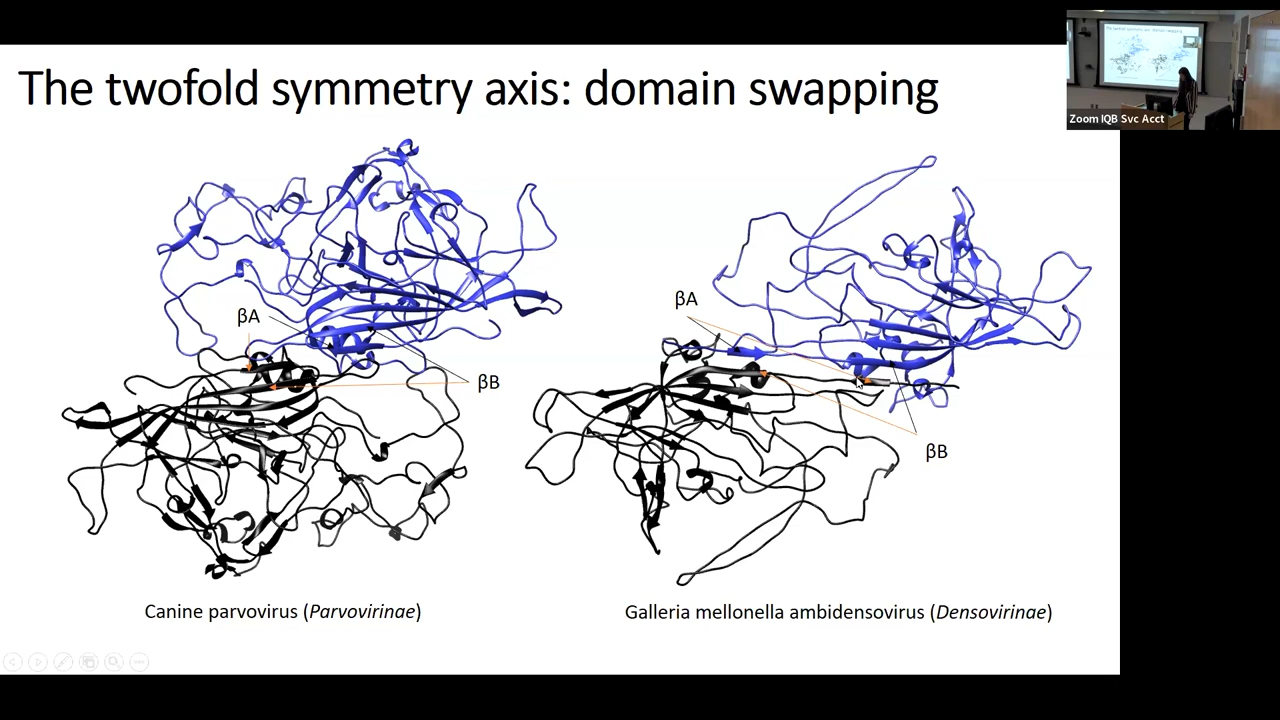 The twofold symmetry axis: domain swapping
Zoom IQB Svc Acct
βA
βB
βA
βB
Canine parvovirus (Parvovirinae)
Galleria mellonella ambidensovirus (Densovirinae)